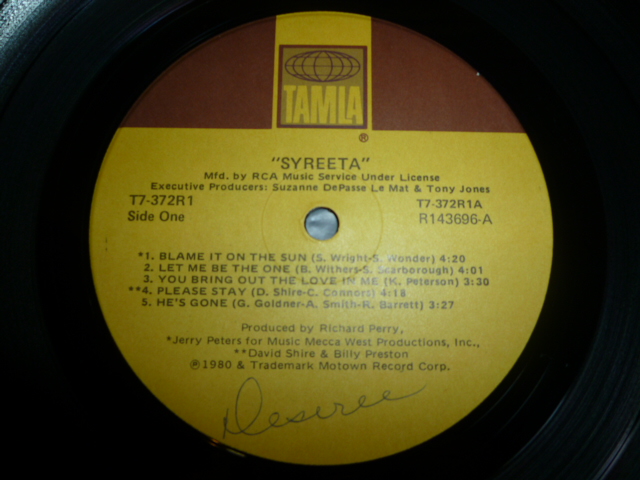 TAMLA
®
"SYREETA"
Mfd. by RCA Music Service Under License
Executive Producers: Suzanne DePasse Le Mat & Tony Jones
T7-372R1 T7-372R1A
Side One R143696-A
*1. BLAME IT ON THE SUN (S. Wright-S. Wonder) 4:20
2. LET ME BE THE ONE (B. Withers-S. Scarborough) 4:01
3. YOU BRING OUT THE LOVE IN ME (K. Peterson) 3:30
**4. PLEASE STAY (D. Shire-C. Connors) 4:18
5. HE'S GONE (G. Goldner-A. Smith-R. Barrett) 3:27
Produced by Richard Perry,
*Jerry Peters for Music Mecca West Productions, Inc.,
**David Shire & Billy Preston
℗1980 & Trademark Motown Record Corp.
Desiree